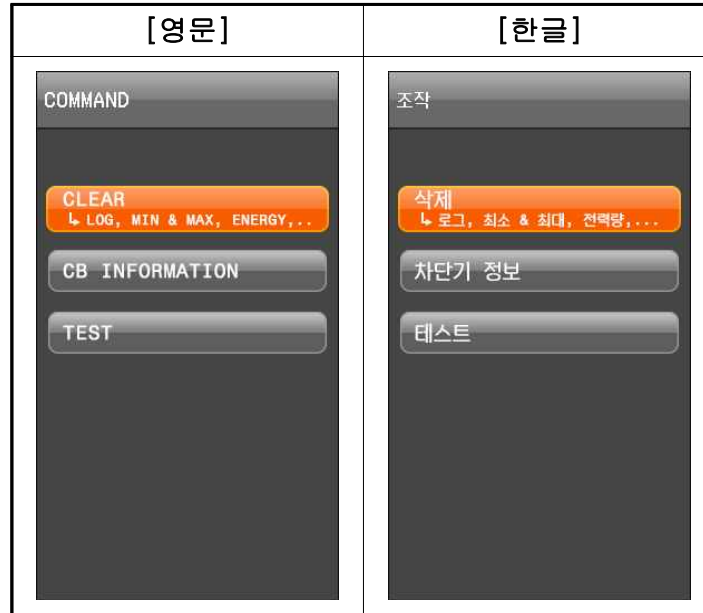 [영문]
[한글]
COMMAND
CLEAR
↳ LOG, MIN & MAX, ENERGY,..
CB INFORMATION
TEST
조작
삭제
↳ 로그, 최소 & 최대, 전력량,...
차단기 정보
테스트